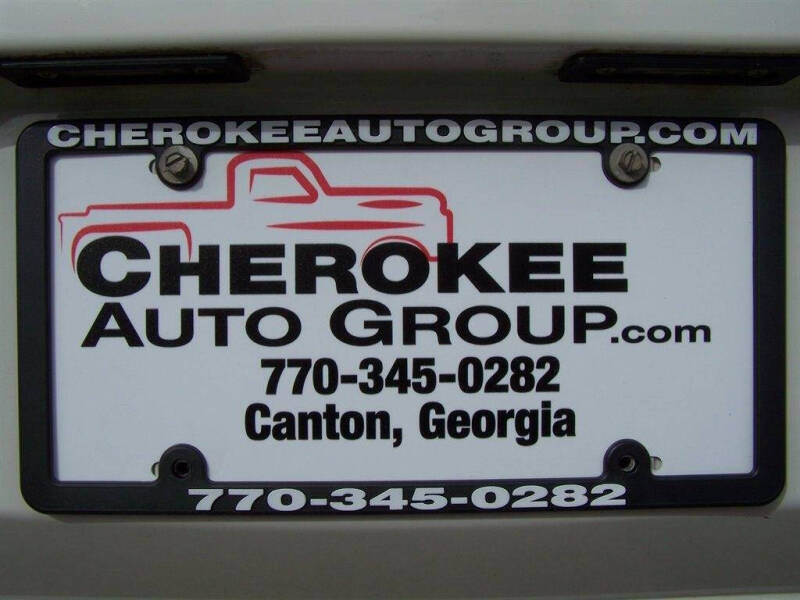 CHEROKEEAUTOGROUP.COM
CHEROKEE
AUTO GROUP.com
770-345-0282
Canton, Georgia
770-345-0282